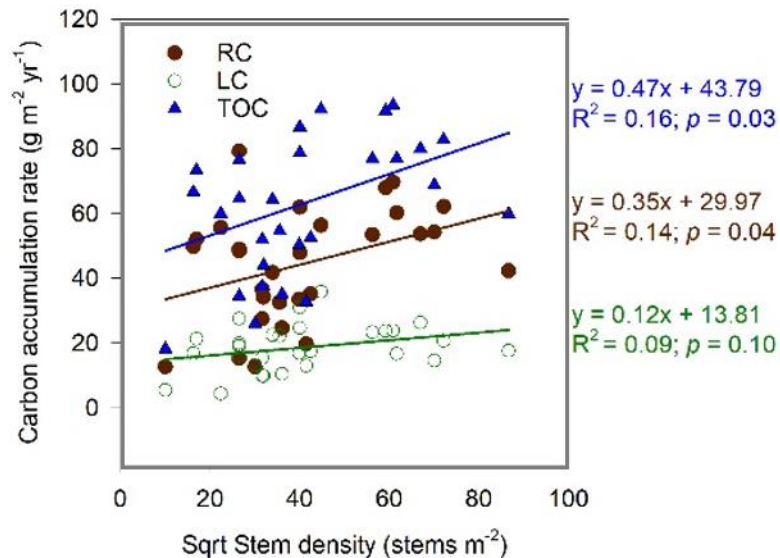 120
100
80
60
40
20
0
Carbon accumulation rate (g m⁻² yr⁻¹)
RC
LC
TOC
y = 0.47x + 43.79
R² = 0.16; p = 0.03
y = 0.35x + 29.97
R² = 0.14; p = 0.04
y = 0.12x + 13.81
R² = 0.09; p = 0.10
0 20 40 60 80 100
Sqrt Stem density (stems m⁻²)